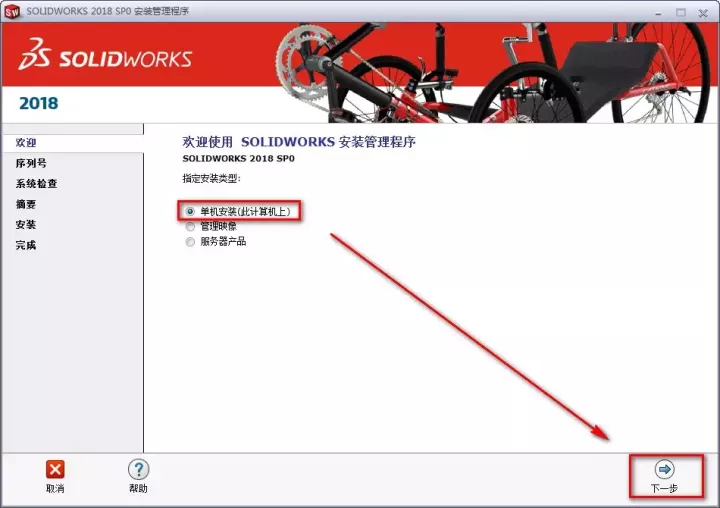 SW SOLIDWORKS 2018 SP0 安装管理程序
SOLIDWORKS
2018
欢迎
序列号
系统检查
摘要
安装
完成
欢迎使用 SOLIDWORKS 安装管理程序
SOLIDWORKS 2018 SP0
指定安装类型:
单机安装(此计算机上)
管理映像
服务器产品
取消
? 帮助
下一步